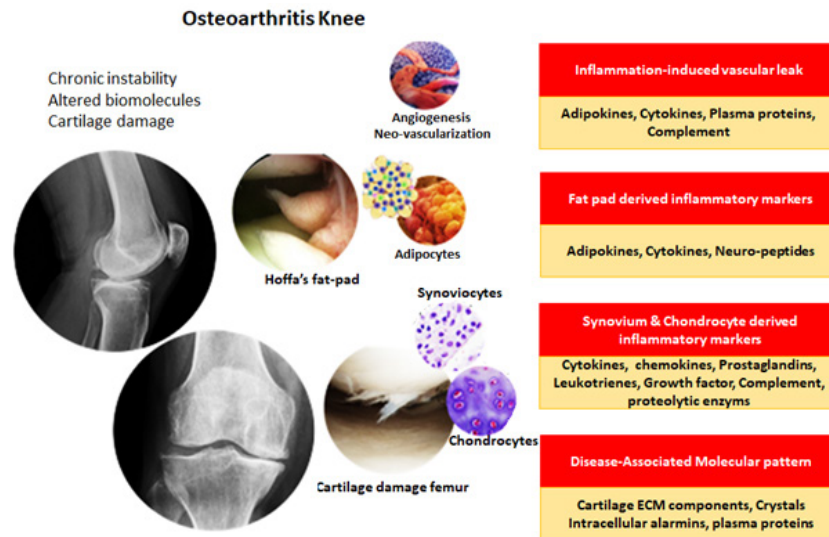 Osteoarthritis Knee
Chronic instability
Altered biomolecules
Cartilage damage
Angiogenesis
Neo-vascularization
Hoffa's fat-pad
Adipocytes
Synoviocytes
Chondrocytes
Cartilage damage femur
Inflammation-induced vascular leak
Adipokines, Cytokines, Plasma proteins,
Complement
Fat pad derived inflammatory markers
Adipokines, Cytokines, Neuro-peptides
Synovium & Chondrocyte derived
inflammatory markers
Cytokines, chemokines, Prostaglandins,
Leukotrienes, Growth factor, Complement,
proteolytic enzyms
Disease-Associated Molecular pattern
Cartilage ECM components, Crystals
Intracellular alarmins, plasma proteins